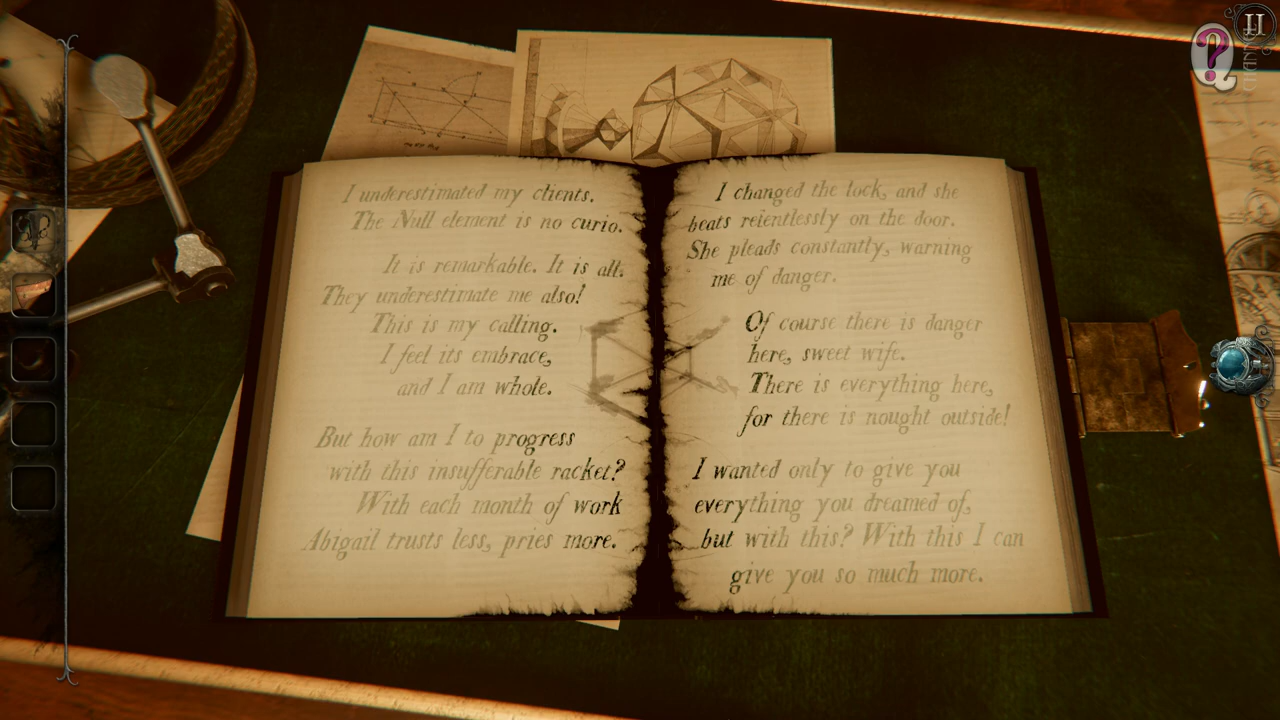 I underestimated my clients.
The Null element is no curio.
It is remarkable. It is all.
They underestimate me also!
This is my calling.
I feel its embrace,
and I am whole.
But how am I to progress
with this insufferable racket?
With each month of work
Abigail trusts less, pries more.
I changed the lock, and she
beats relentlessly on the door.
She pleads constantly, warning
me of danger.
Of course there is danger
here, sweet wife.
There is everything here,
for there is nought outside!
I wanted only to give you
everything you dreamed of,
but with this? With this I can
give you so much more.
II
?